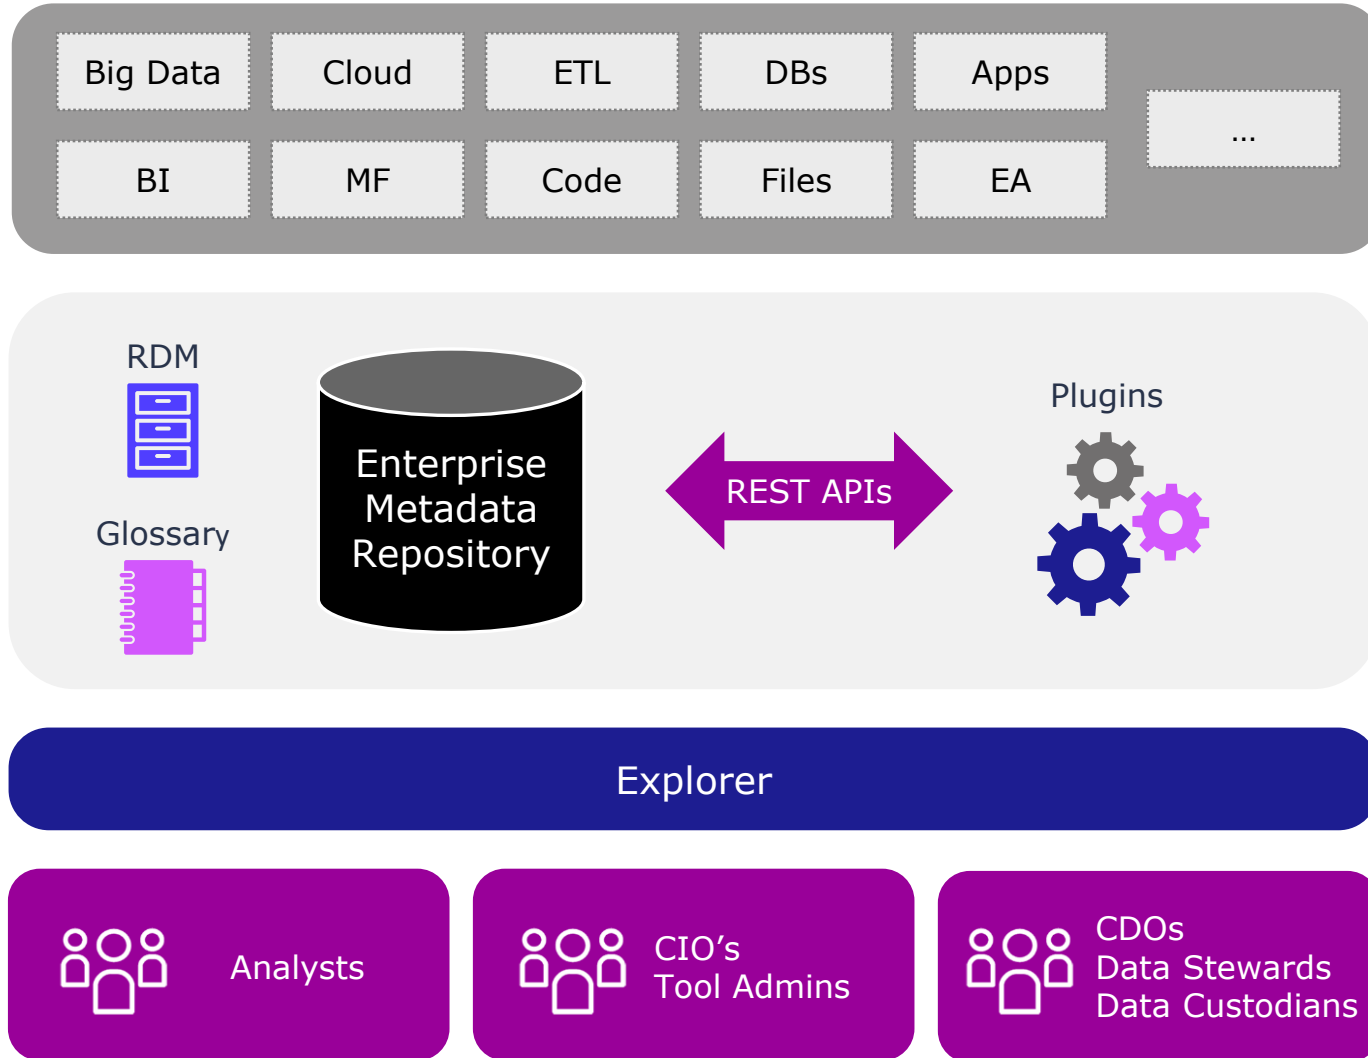 Big Data
Cloud
ETL
DBs
Apps
...
BI
MF
Code
Files
EA
RDM
Glossary
Enterprise
Metadata
Repository
REST APIs
Plugins
Explorer
Analysts
CIO’s
Tool Admins
CDOs
Data Stewards
Data Custodians